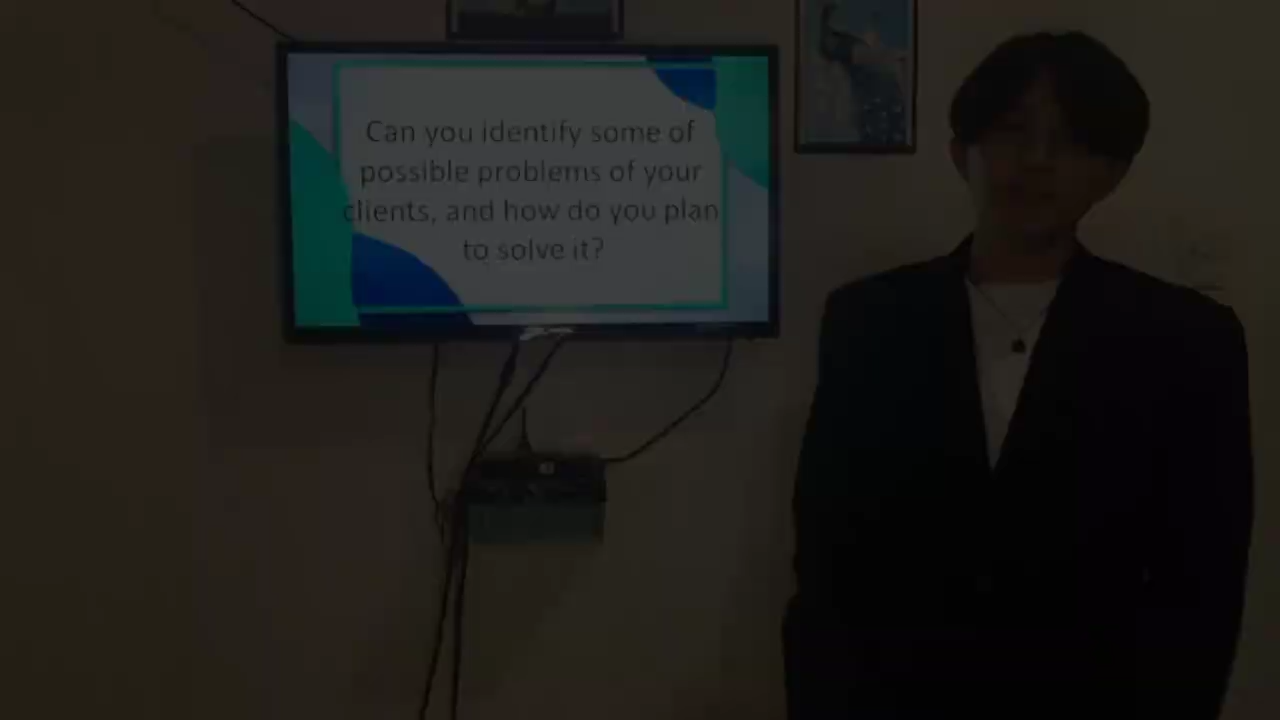 Can you identify some of
possible problems of your
clients, and how do you plan
to solve it?